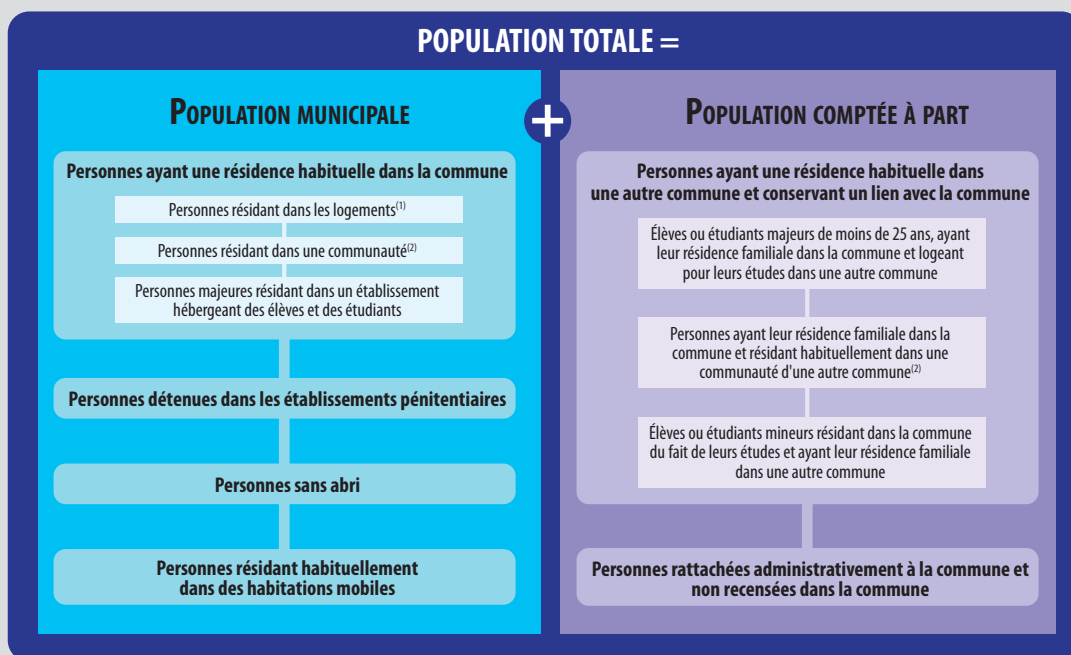 POPULATION TOTALE =
POPULATION MUNICIPALE
Personnes ayant une résidence habituelle dans la commune
Personnes résidant dans les logements(1)
Personnes résidant dans une communauté(2)
Personnes majeures résidant dans un établissement
hébergeant des élèves et des étudiants
Personnes détenues dans les établissements pénitentiaires
Personnes sans abri
Personnes résidant habituellement
dans des habitations mobiles
+
POPULATION COMPTÉE À PART
Personnes ayant une résidence habituelle dans
une autre commune et conservant un lien avec la commune
Élèves ou étudiants majeurs de moins de 25 ans, ayant
leur résidence familiale dans la commune et logeant
pour leurs études dans une autre commune
Personnes ayant leur résidence familiale dans la
commune et résidant habituellement dans une
communauté d'une autre commune(2)
Élèves ou étudiants mineurs résidant dans la commune
du fait de leurs études et ayant leur résidence familiale
dans une autre commune
Personnes rattachées administrativement à la commune et
non recensées dans la commune